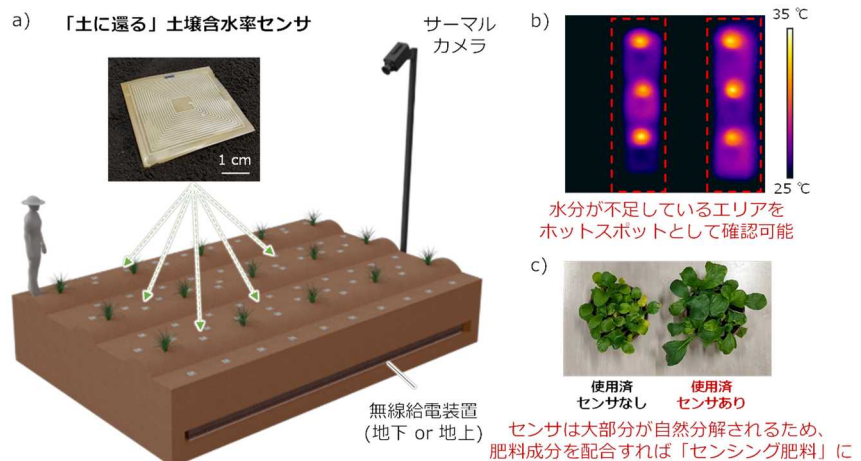 a)
「土に還る」土壌含水率センサ
サーマル
カメラ
1 cm
無線給電装置
(地下 or 地上)
b)
35 ℃
25 ℃
水分が不足しているエリアを
ホットスポットとして確認可能
c)
使用済
センサなし
使用済
センサあり
センサは大部分が自然分解されるため、
肥料成分を配合すれば「センシング肥料」に